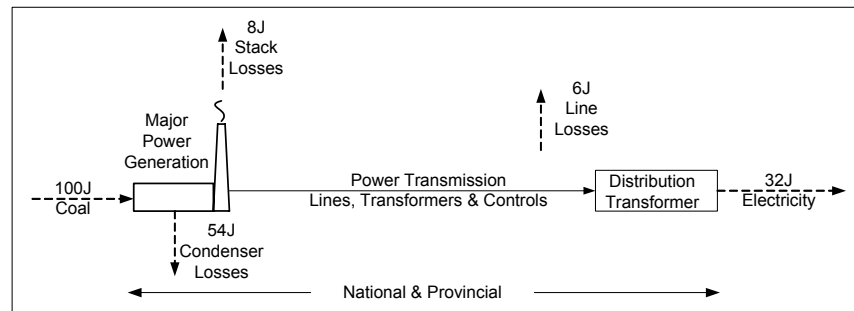 8J
Stack
Losses
6J
Line
Losses
Major
Power
Generation
100J
Coal
Power Transmission
Lines, Transformers & Controls
Distribution
Transformer
32J
Electricity
54J
Condenser
Losses
National & Provincial